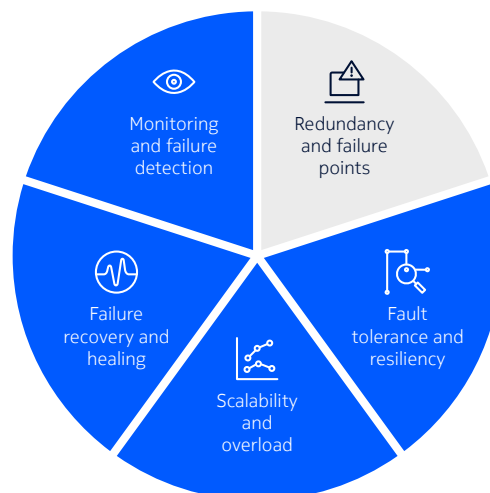 Monitoring
and failure
detection
Redundancy
and failure
points
Failure
recovery and
healing
Fault
tolerance and
resiliency
Scalability
and
overload